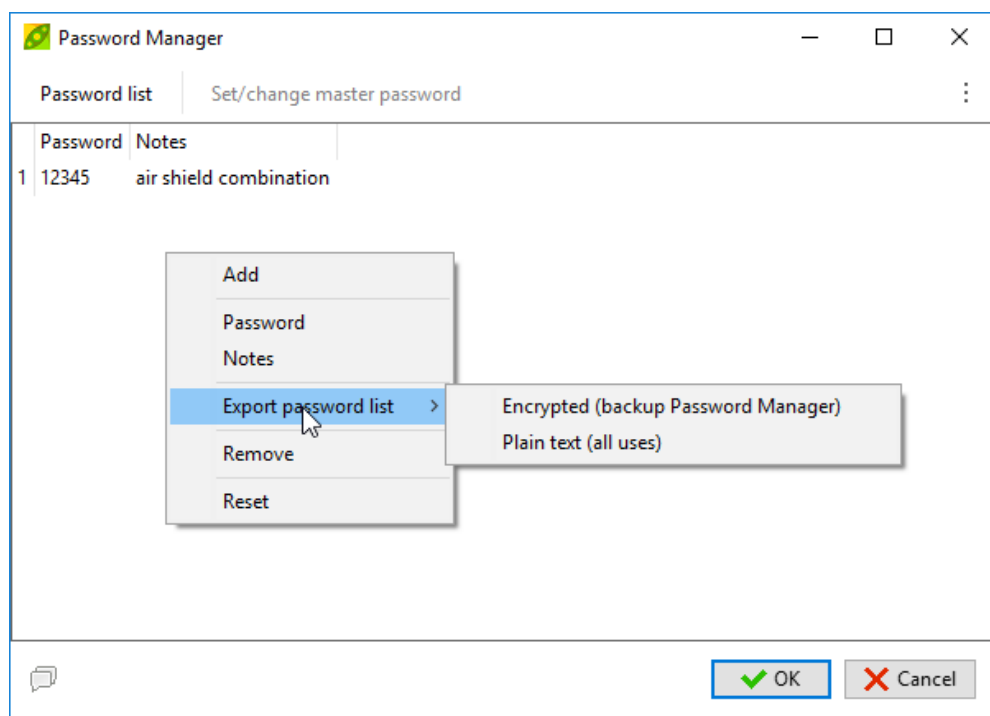 Password Manager
Password list Set/change master password
Password Notes
1 12345 air shield combination
Add
Password
Notes
Export password list
Encrypted (backup Password Manager)
Plain text (all uses)
Remove
Reset
OK Cancel